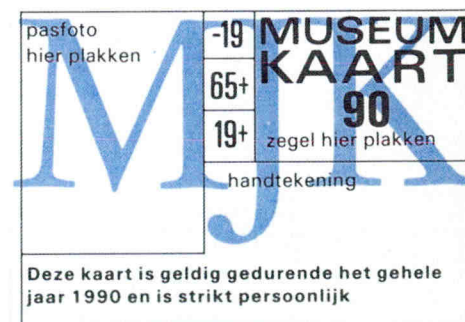 pasfoto
hier plakken
-19
65+
19+
MUSEUM
KAART
90
zegel hier plakken
handtekening
MJK
Deze kaart is geldig gedurende het gehele
jaar 1990 en is strikt persoonlijk